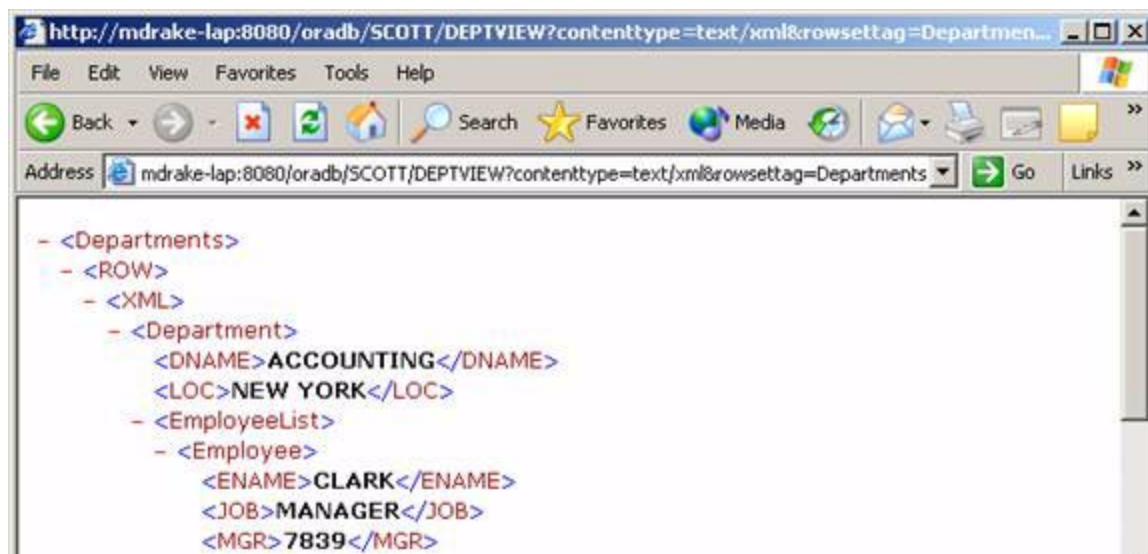 http://mdrake-lap:8080/oradb/SCOTT/DEPTVIEW?contenttype=text/xml&rowsettag=Departmen...
File Edit View Favorites Tools Help
Back Search Favorites Media »
Address mdrake-lap:8080/oradb/SCOTT/DEPTVIEW?contenttype=text/xml&rowsettag=Departments Go Links »
- <Departments>
- <ROW>
- <XML>
- <Department>
<DNAME>ACCOUNTING</DNAME>
<LOC>NEW YORK</LOC>
- <EmployeeList>
- <Employee>
<ENAME>CLARK</ENAME>
<JOB>MANAGER</JOB>
<MGR>7839</MGR>